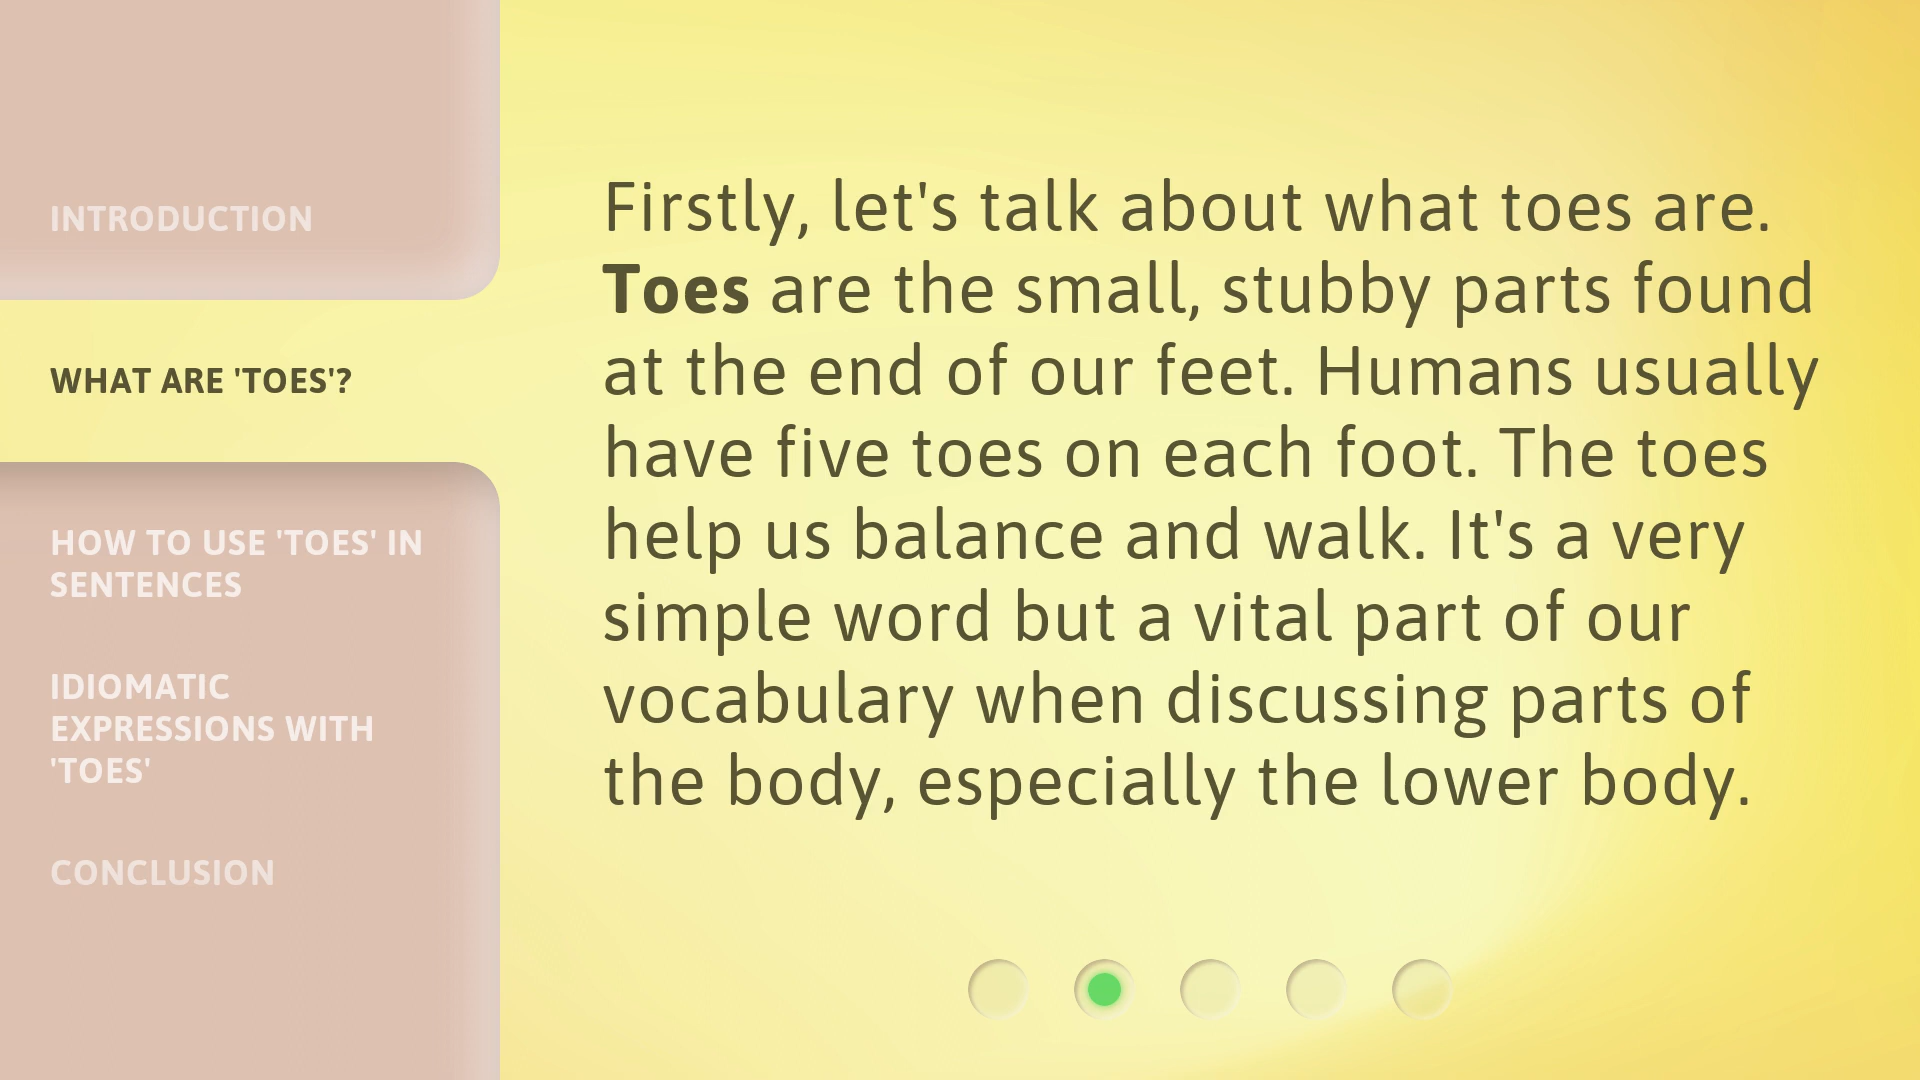 INTRODUCTION
WHAT ARE 'TOES'?
HOW TO USE 'TOES' IN
SENTENCES
IDIOMATIC
EXPRESSIONS WITH
'TOES'
CONCLUSION
Firstly, let's talk about what toes are.
Toes are the small, stubby parts found
at the end of our feet. Humans usually
have five toes on each foot. The toes
help us balance and walk. It's a very
simple word but a vital part of our
vocabulary when discussing parts of
the body, especially the lower body.